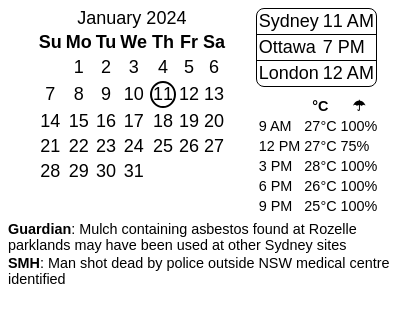 January 2024
Su Mo Tu We Th Fr Sa
1 2 3 4 5 6
7 8 9 10 11 12 13
14 15 16 17 18 19 20
21 22 23 24 25 26 27
28 29 30 31
Sydney 11 AM
Ottawa 7 PM
London 12 AM
°C ☂
9 AM 27°C 100%
12 PM 27°C 75%
3 PM 28°C 100%
6 PM 26°C 100%
9 PM 25°C 100%
Guardian: Mulch containing asbestos found at Rozelle
parklands may have been used at other Sydney sites
SMH: Man shot dead by police outside NSW medical centre
identified